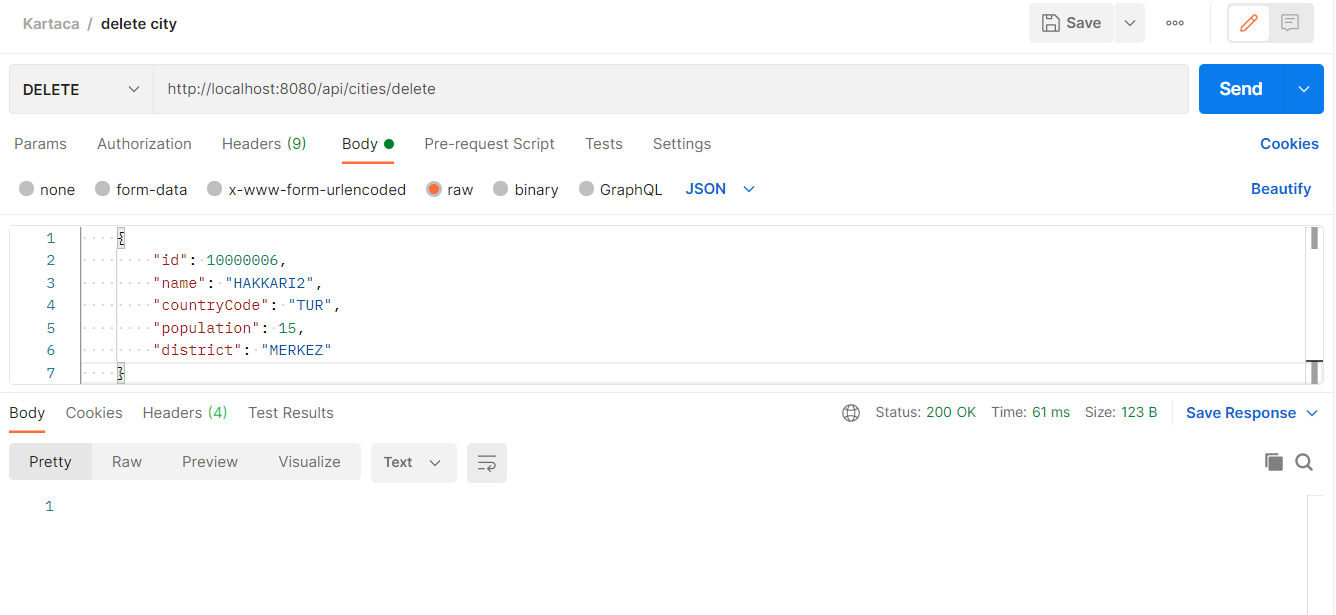 Kartaca / delete city
Save
DELETE
http://localhost:8080/api/cities/delete
Send
Params Authorization Headers (9) Body Pre-request Script Tests Settings Cookies
none form-data x-www-form-urlencoded raw binary GraphQL JSON Beautify
1 {
2 "id": 10000006,
3 "name": "HAKKARI2",
4 "countryCode": "TUR",
5 "population": 15,
6 "district": "MERKEZ"
7 }
Body Cookies Headers (4) Test Results Status: 200 OK Time: 61 ms Size: 123 B Save Response
Pretty Raw Preview Visualize Text
1